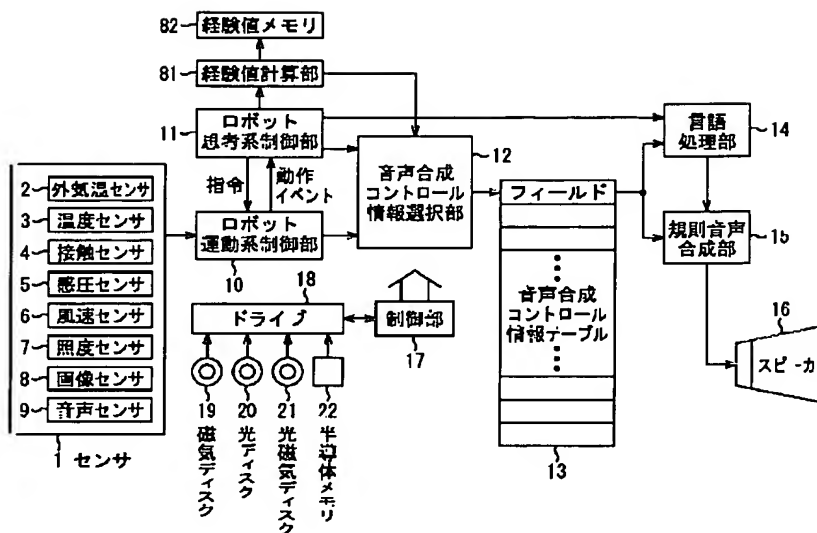 82 経験値メモリ
81 経験値計算部
11 ロボット
思考系制御部
指令
動作
イベント
ロボット
運動系制御部
10
12
音声合成
コントロール
情報選択部
言語
処理部
14
規則音声
合成部
15
16
スピーカ
フィールド
音声合成
コントロール
情報テーブル
13
2 外気温センサ
3 温度センサ
4 接触センサ
5 感圧センサ
6 風速センサ
7 照度センサ
8 画像センサ
9 音声センサ
1 センサ
18
ドライブ
制御部
17
19 磁気ディスク
20 光ディスク
21 光磁気ディスク
22 半導体メモリ